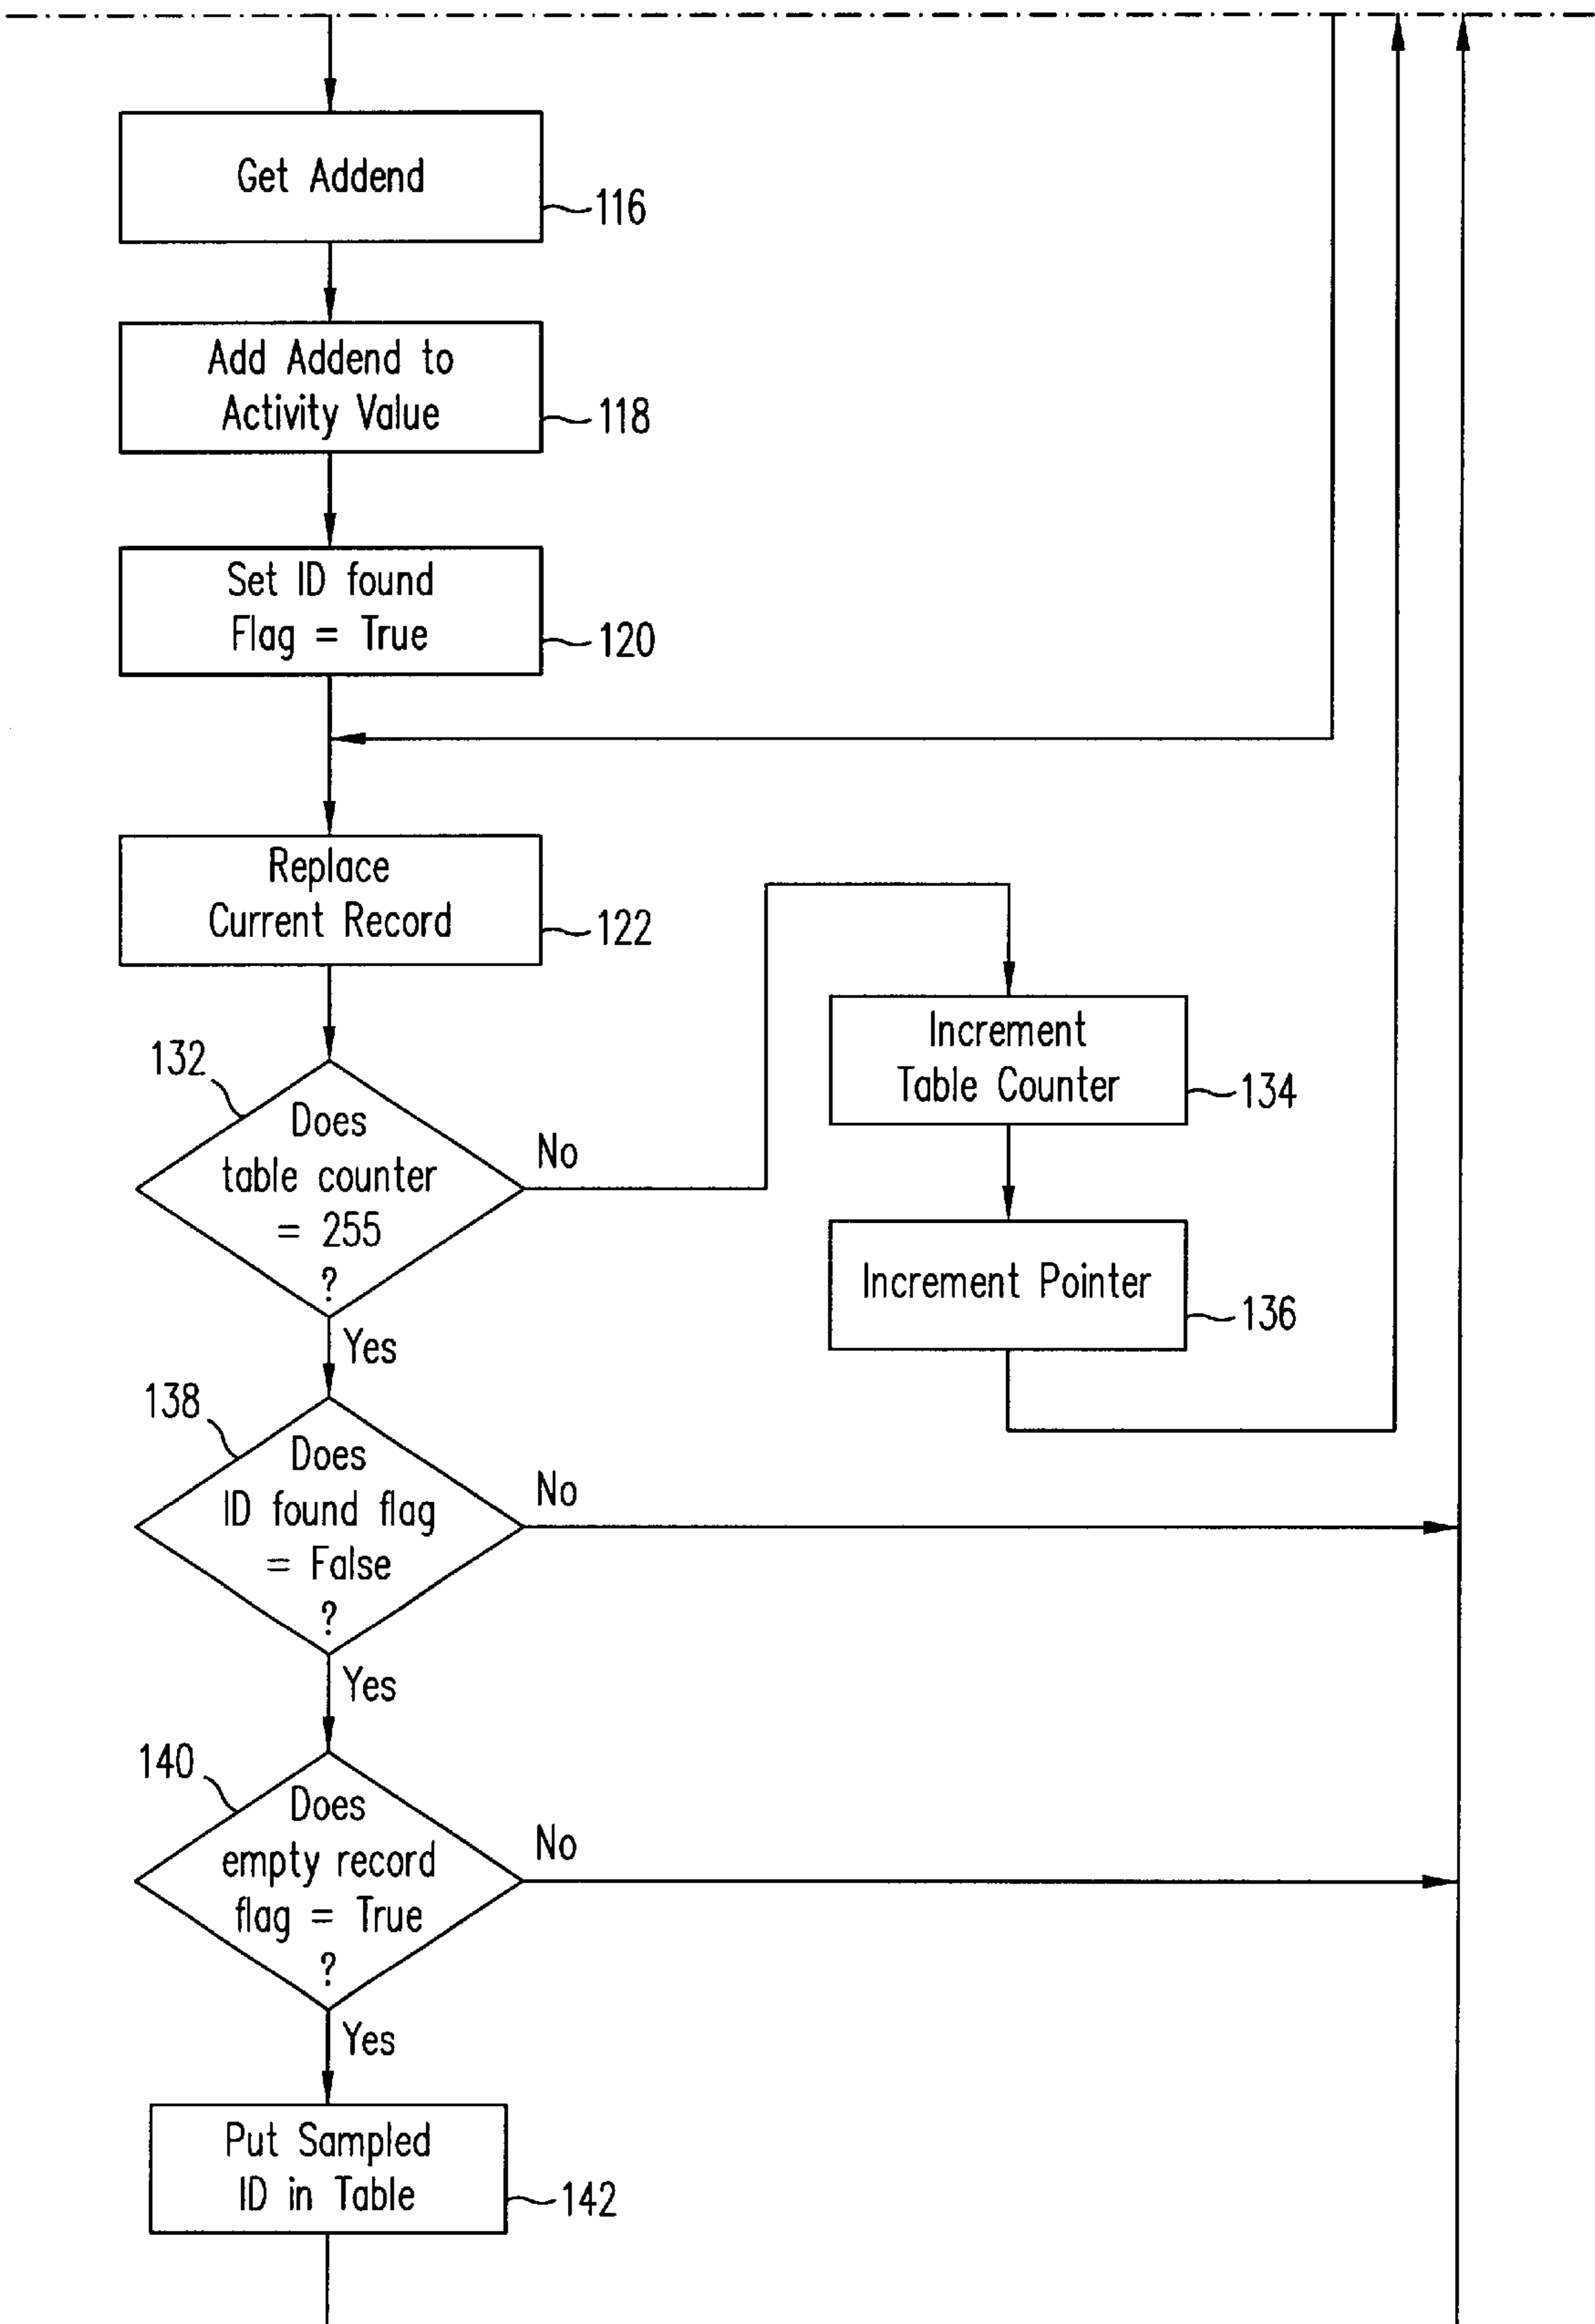 Get Addend
116
Add Addend to
Activity Value
118
Set ID found
Flag = True
120
Replace
Current Record
122
132
Does
table counter
= 255
?
No
Yes
Increment
Table Counter
134
Increment Pointer
136
138
Does
ID found flag
= False
?
No
Yes
140
Does
empty record
flag = True
?
No
Yes
Put Sampled
ID in Table
142